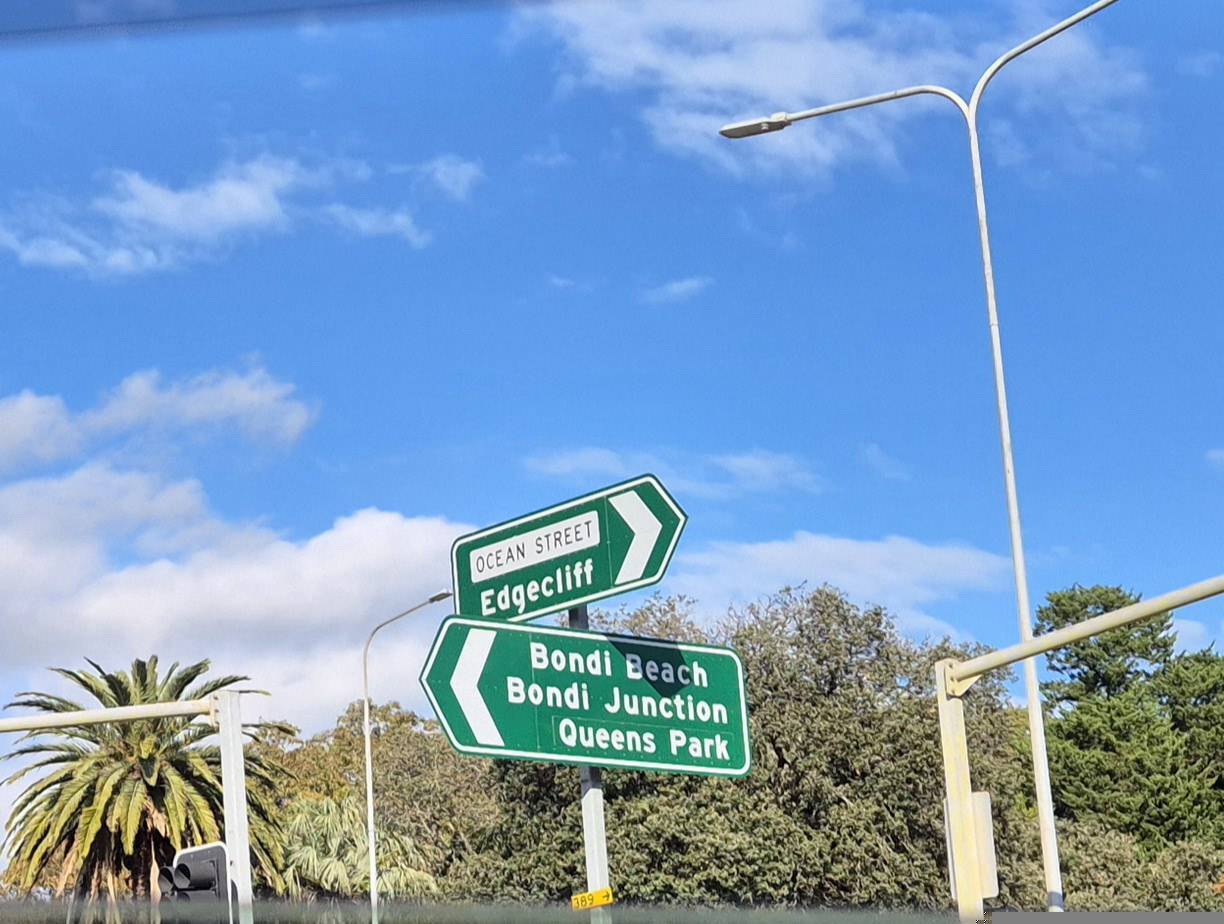 OCEAN STREET
Edgecliff
Bondi Beach
Bondi Junction
Queens Park
389